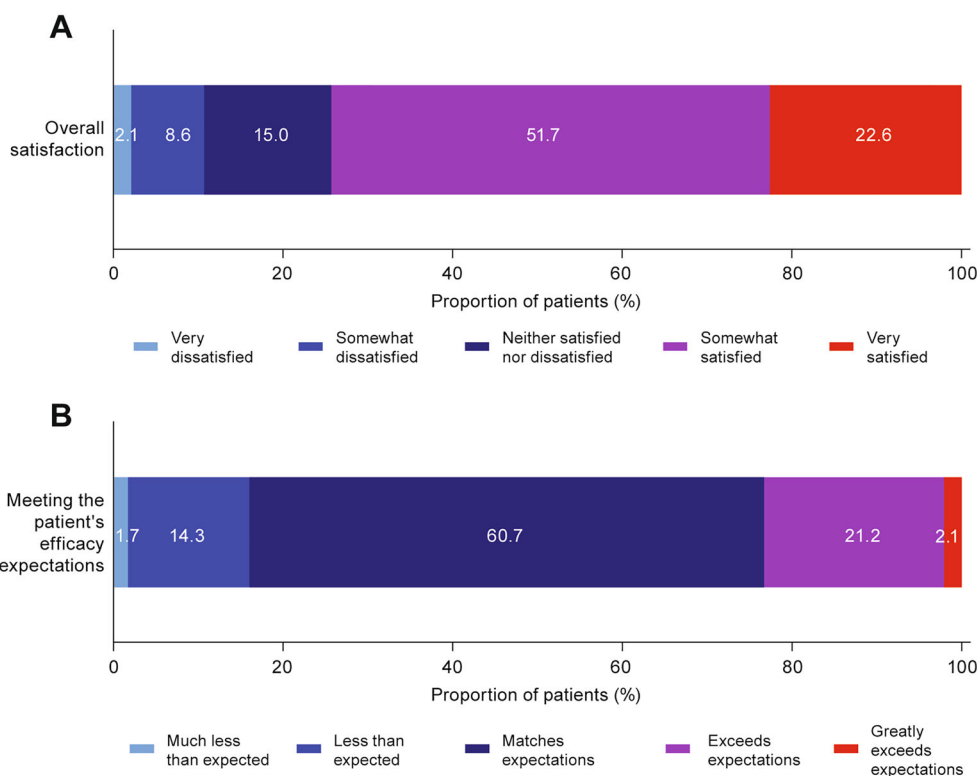 A
Overall
satisfaction
2.1 8.6 15.0 51.7 22.6
0 20 40 60 80 100
Proportion of patients (%)
Very
dissatisfied
Somewhat
dissatisfied
Neither satisfied
nor dissatisfied
Somewhat
satisfied
Very
satisfied
B
Meeting the
patient's
efficacy
expectations
1.7 14.3 60.7 21.2 2.1
0 20 40 60 80 100
Proportion of patients (%)
Much less
than expected
Less than
expected
Matches
expectations
Exceeds
expectations
Greatly
exceeds
expectations